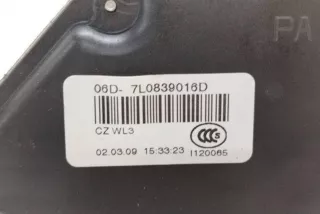 PA
06D- 7L0839016D
CZ WL3
02.03.09 15:33:23 I120065